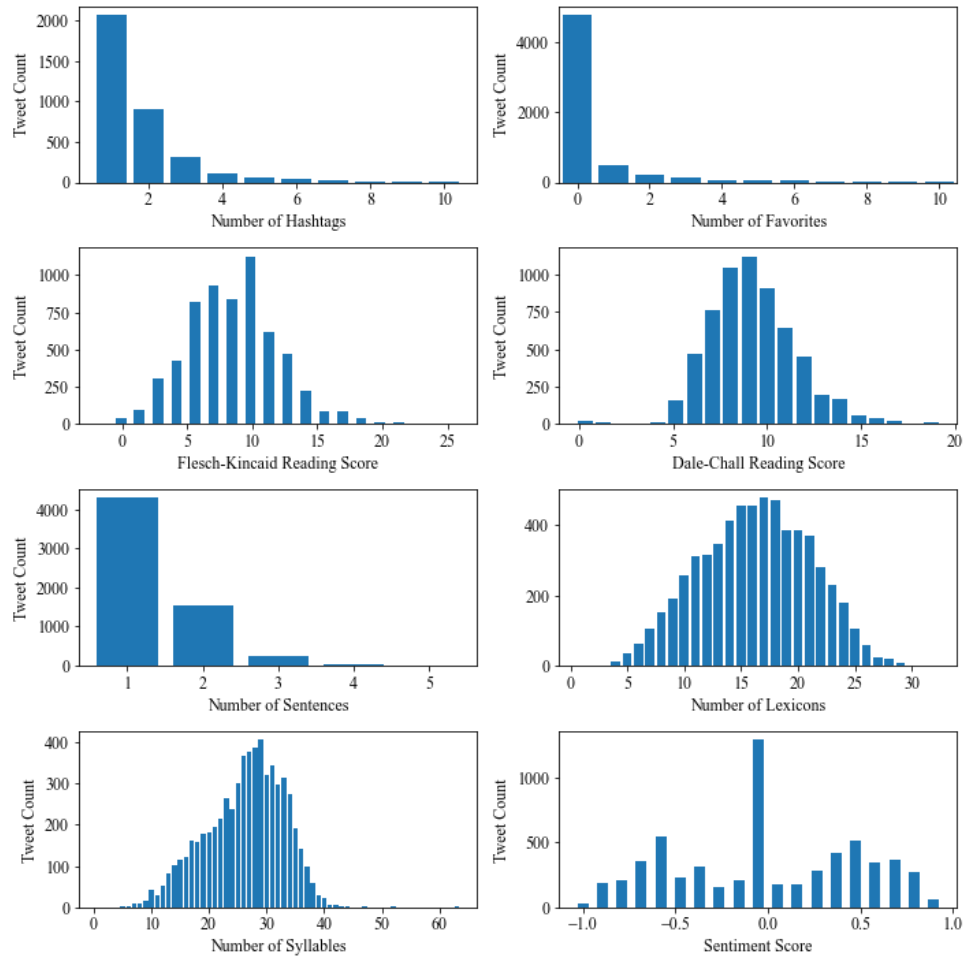 Tweet Count
2000
1500
1000
500
0
2 4 6 8 10
Number of Hashtags
Tweet Count
4000
2000
0
0 2 4 6 8 10
Number of Favorites
Tweet Count
1000
750
500
250
0
0 5 10 15 20 25
Flesch-Kincaid Reading Score
Tweet Count
1000
750
500
250
0
0 5 10 15 20
Dale-Chall Reading Score
Tweet Count
4000
3000
2000
1000
0
1 2 3 4 5
Number of Sentences
Tweet Count
400
200
0
0 5 10 15 20 25 30
Number of Lexicons
Tweet Count
400
300
200
100
0
0 10 20 30 40 50 60
Number of Syllables
Tweet Count
1000
500
0
−1.0 −0.5 0.0 0.5 1.0
Sentiment Score